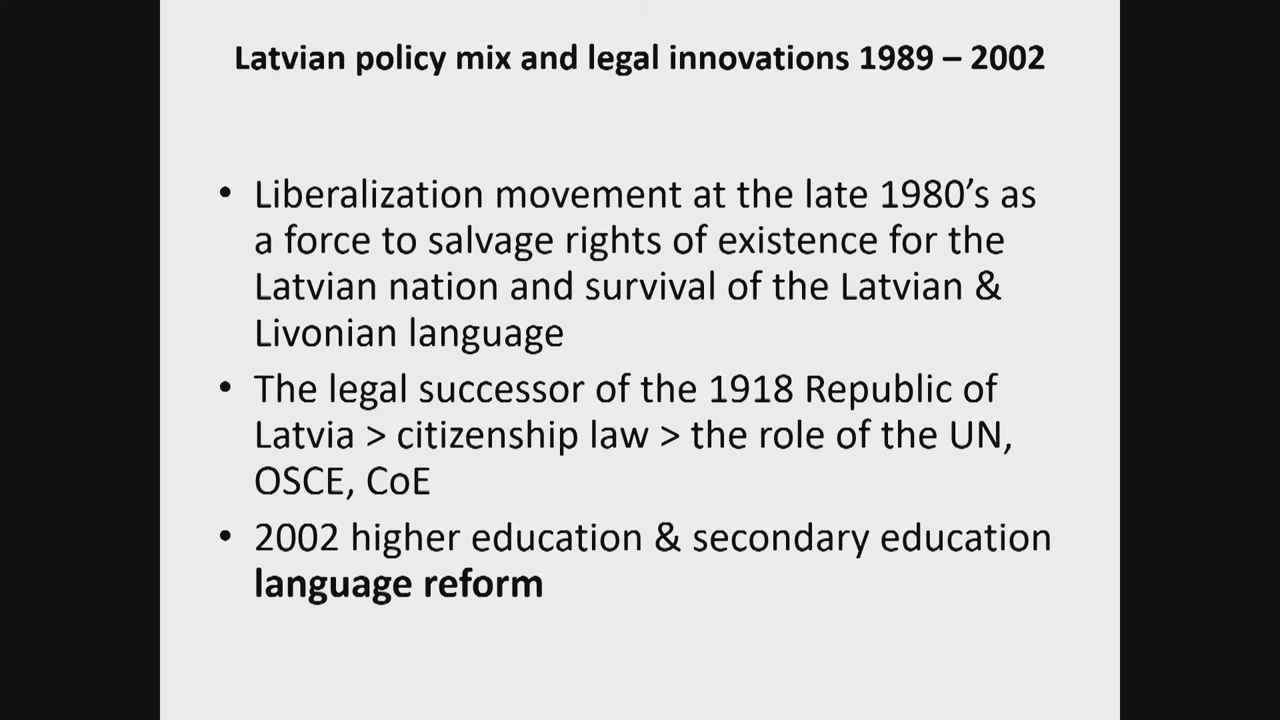 Latvian policy mix and legal innovations 1989 – 2002
• Liberalization movement at the late 1980’s as
a force to salvage rights of existence for the
Latvian nation and survival of the Latvian &
Livonian language
• The legal successor of the 1918 Republic of
Latvia > citizenship law > the role of the UN,
OSCE, CoE
• 2002 higher education & secondary education
language reform